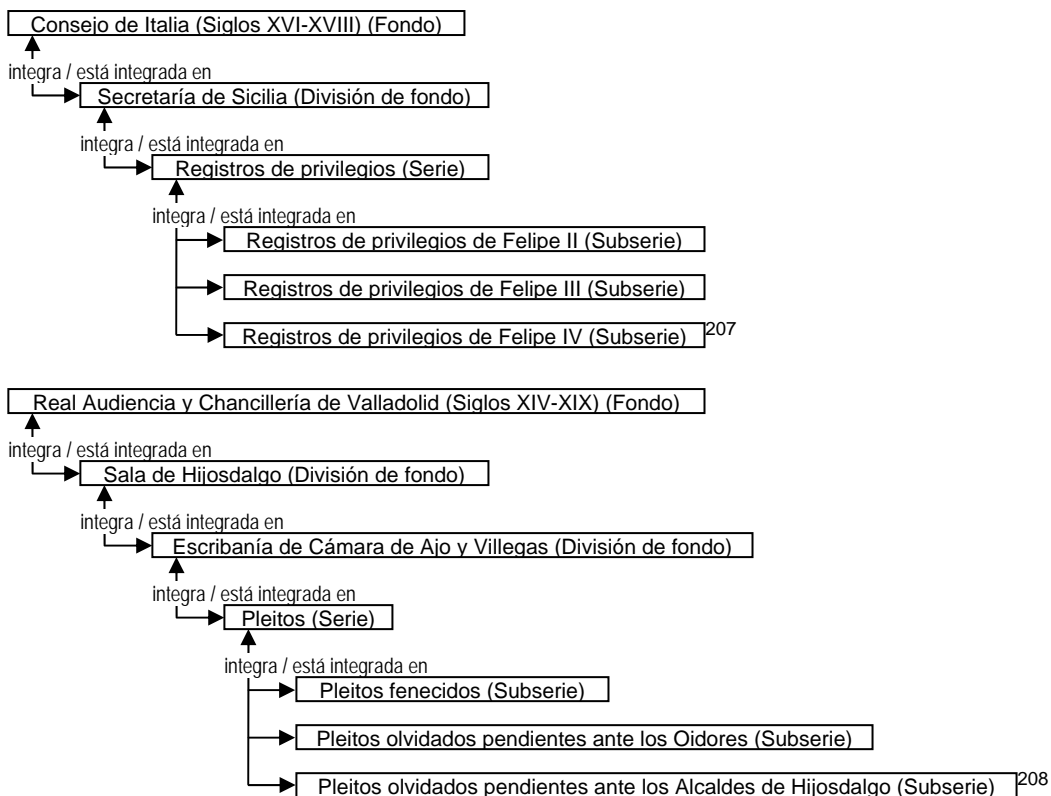 Consejo de Italia (Siglos XVI-XVIII) (Fondo)
integra / está integrada en
Secretaría de Sicilia (División de fondo)
integra / está integrada en
Registros de privilegios (Serie)
integra / está integrada en
Registros de privilegios de Felipe II (Subserie)
Registros de privilegios de Felipe III (Subserie)
Registros de privilegios de Felipe IV (Subserie) 207
Real Audiencia y Chancillería de Valladolid (Siglos XIV-XIX) (Fondo)
integra / está integrada en
Sala de Hijosdalgo (División de fondo)
integra / está integrada en
Escribanía de Cámara de Ajo y Villegas (División de fondo)
integra / está integrada en
Pleitos (Serie)
integra / está integrada en
Pleitos fenecidos (Subserie)
Pleitos olvidados pendientes ante los Oidores (Subserie)
Pleitos olvidados pendientes ante los Alcaldes de Hijosdalgo (Subserie) 208